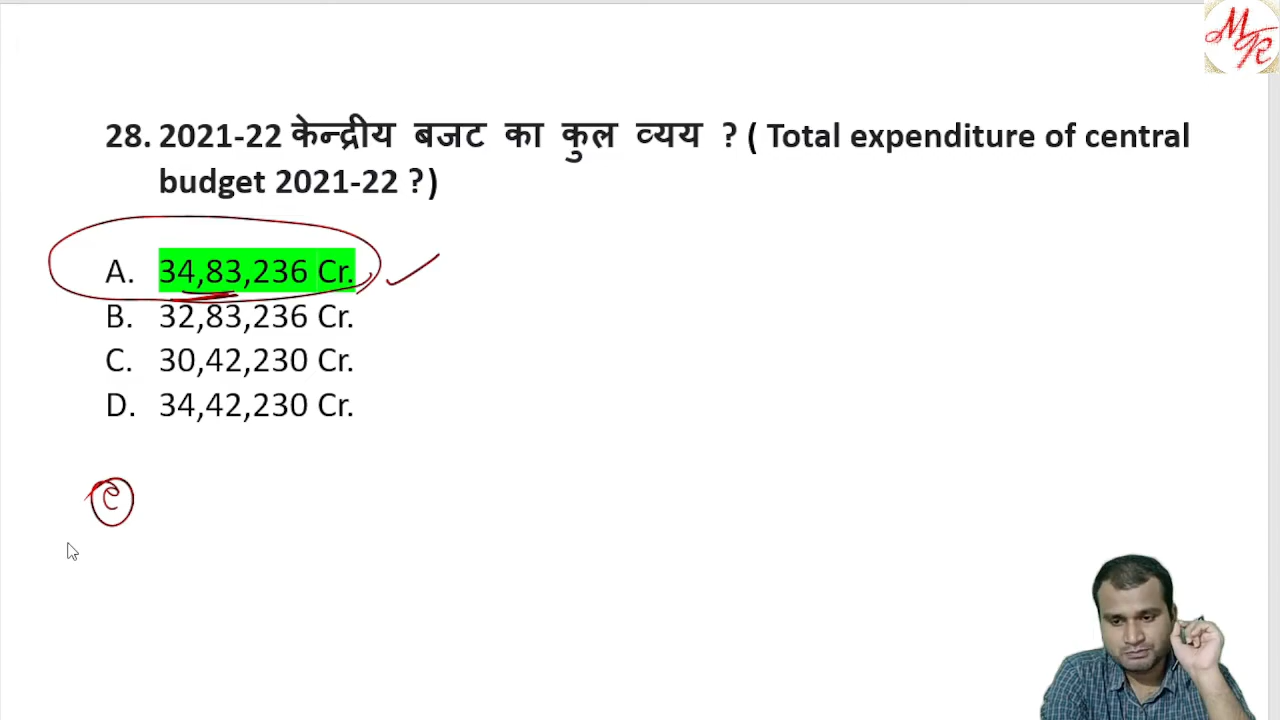 MR
28. 2021-22 केन्द्रीय बजट का कुल व्यय ? ( Total expenditure of central
budget 2021-22 ?)
A. 34,83,236 Cr.
B. 32,83,236 Cr.
C. 30,42,230 Cr.
D. 34,42,230 Cr.
e